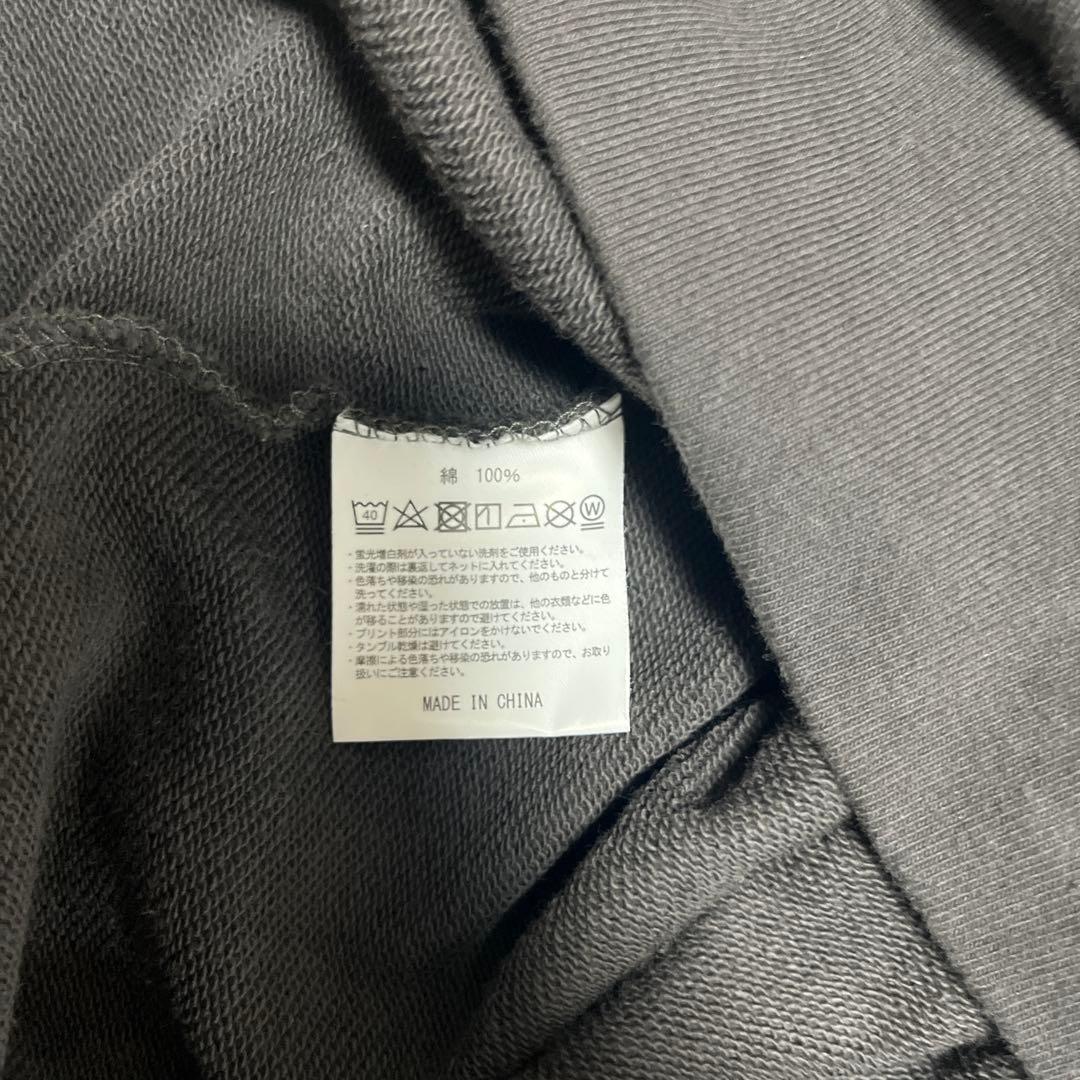 綿 100%
40 W
・蛍光増白剤が入っていない洗剤をご使用ください。
・洗濯の際は裏返してネットに入れてください。
・色落ちや移染の恐れがありますので、他のものと分けて
洗ってください。
・濡れた状態や湿った状態での放置は、他の衣類などに色
が移ることがありますので避けてください。
・プリント部分にはアイロンをかけないでください。
・タンブル乾燥は避けてください。
・摩擦による色落ちや移染の恐れがありますので、お取り
扱いにご注意ください。
MADE IN CHINA